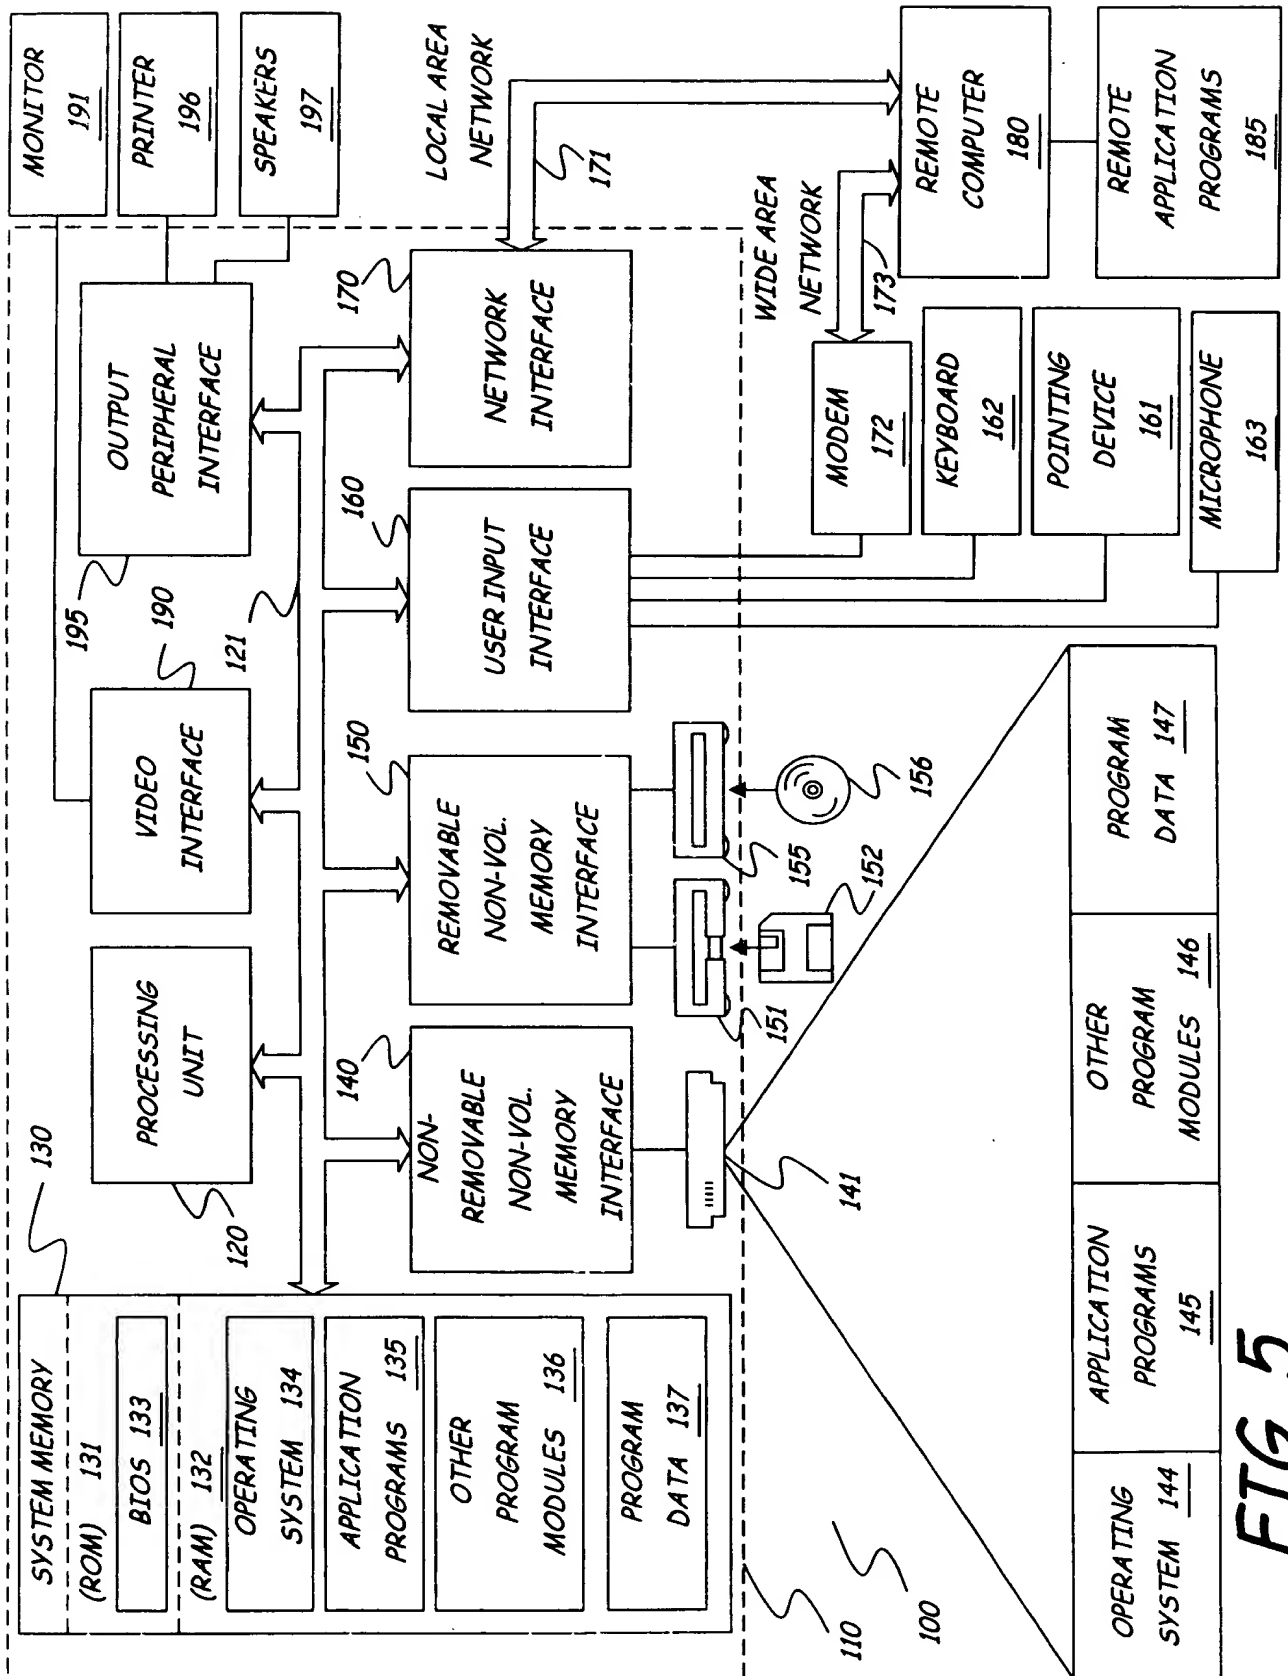 SYSTEM MEMORY
(ROM) 131
BIOS 133
(RAM) 132
OPERATING
SYSTEM 134
APPLICATION
PROGRAMS 135
OTHER
PROGRAM
MODULES 136
PROGRAM
DATA 137
130
120
PROCESSING
UNIT
VIDEO
INTERFACE
190
195
OUTPUT
PERIPHERAL
INTERFACE
121
MONITOR
191
PRINTER
196
SPEAKERS
197
140
NON-
REMOVABLE
NON-VOL.
MEMORY
INTERFACE
150
REMOVABLE
NON-VOL.
MEMORY
INTERFACE
160
USER INPUT
INTERFACE
170
NETWORK
INTERFACE
LOCAL AREA
NETWORK
171
141
151
152
155
156
WIDE AREA
NETWORK
173
MODEM
172
KEYBOARD
162
POINTING
DEVICE
161
MICROPHONE
163
REMOTE
COMPUTER
180
REMOTE
APPLICATION
PROGRAMS
185
110
100
OPERATING
SYSTEM 144
APPLICATION
PROGRAMS
145
OTHER
PROGRAM
MODULES 146
PROGRAM
DATA 147
FIG. 5